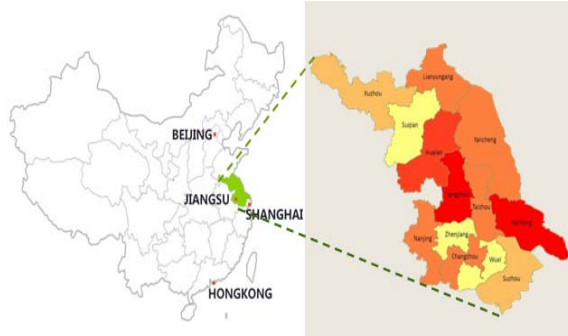 BEIJING
JIANGSU
SHANGHAI
HONGKONG
Lianyungang
Xuzhou
Suqian
Yancheng
Huaian
Yangzhou
Taizhou
Nantong
Nanjing
Zhenjiang
Changzhou
Wuxi
Suzhou